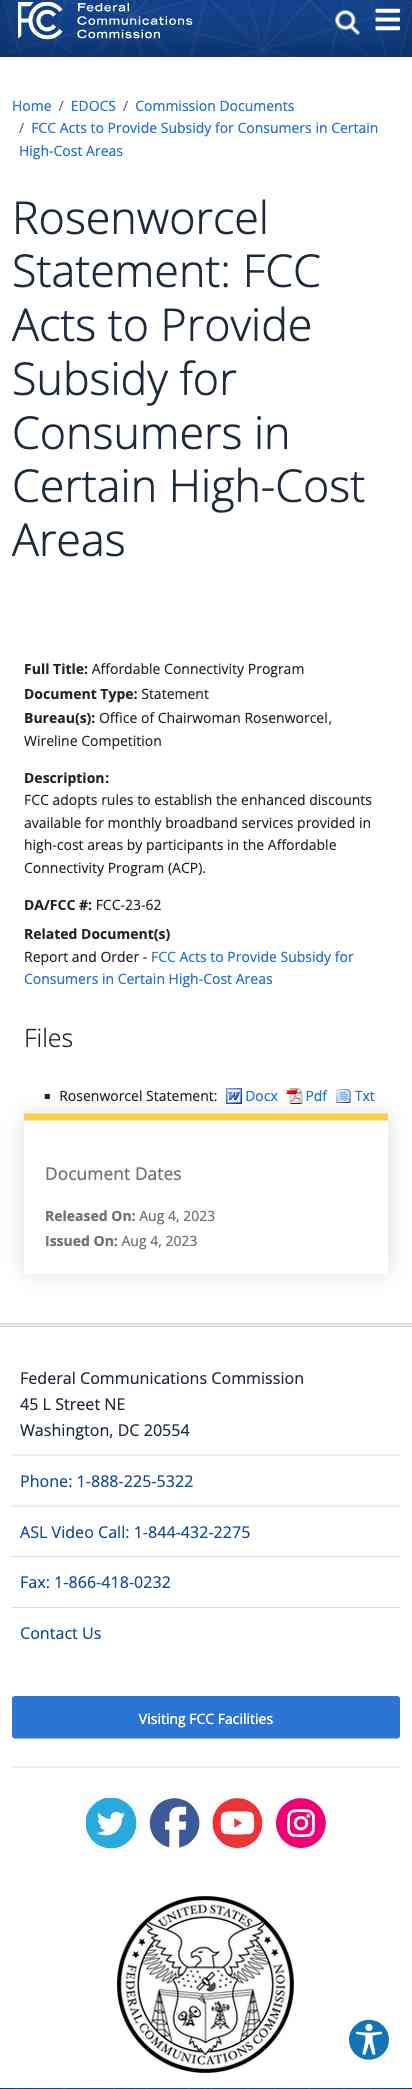 Federal
Communications
Commission
Home / EDOCS / Commission Documents
/ FCC Acts to Provide Subsidy for Consumers in Certain
High-Cost Areas
Rosenworcel
Statement: FCC
Acts to Provide
Subsidy for
Consumers in
Certain High-Cost
Areas
Full Title: Affordable Connectivity Program
Document Type: Statement
Bureau(s): Office of Chairwoman Rosenworcel,
Wireline Competition
Description:
FCC adopts rules to establish the enhanced discounts
available for monthly broadband services provided in
high-cost areas by participants in the Affordable
Connectivity Program (ACP).
DA/FCC #: FCC-23-62
Related Document(s)
Report and Order - FCC Acts to Provide Subsidy for
Consumers in Certain High-Cost Areas
Files
Rosenworcel Statement: Docx Pdf Txt
Document Dates
Released On: Aug 4, 2023
Issued On: Aug 4, 2023
Federal Communications Commission
45 L Street NE
Washington, DC 20554
Phone: 1-888-225-5322
ASL Video Call: 1-844-432-2275
Fax: 1-866-418-0232
Contact Us
Visiting FCC Facilities
UNITED STATES
FEDERAL COMMUNICATIONS COMMISSION